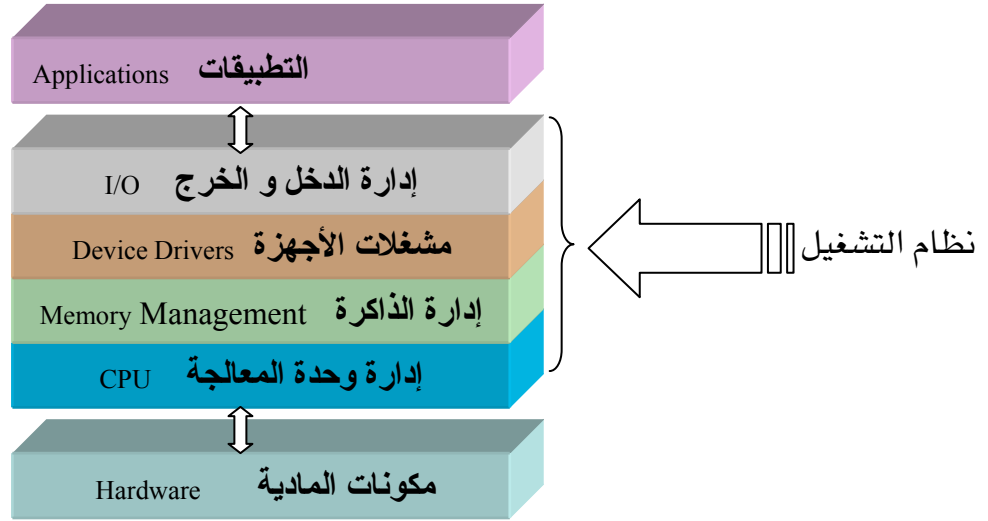 التطبيقات Applications
إدارة الدخل و الخرج I/O
مشغلات الأجهزة Device Drivers
إدارة الذاكرة Memory Management
إدارة وحدة المعالجة CPU
مكونات المادية Hardware
نظام التشغيل